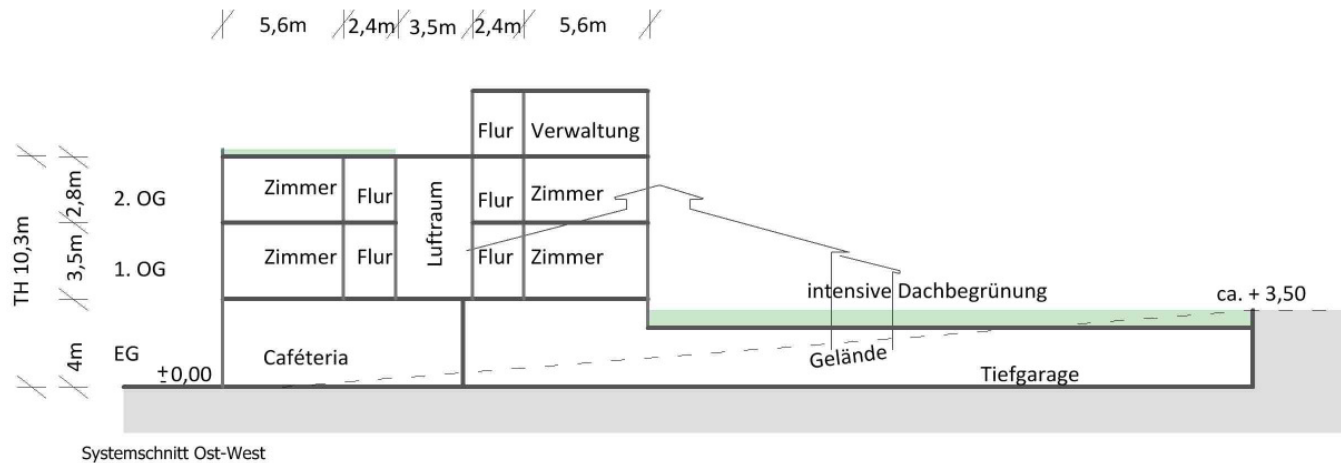 5,6m 2,4m 3,5m 2,4m 5,6m
Flur Verwaltung
TH 10,3m
2,8m
2. OG
Zimmer Flur
Luftraum
Flur Zimmer
3,5m
1. OG
Zimmer Flur
Flur Zimmer
intensive Dachbegrünung
ca. + 3,50
4m
EG
±0,00
Caféteria
Gelände
Tiefgarage
Systemschnitt Ost-West